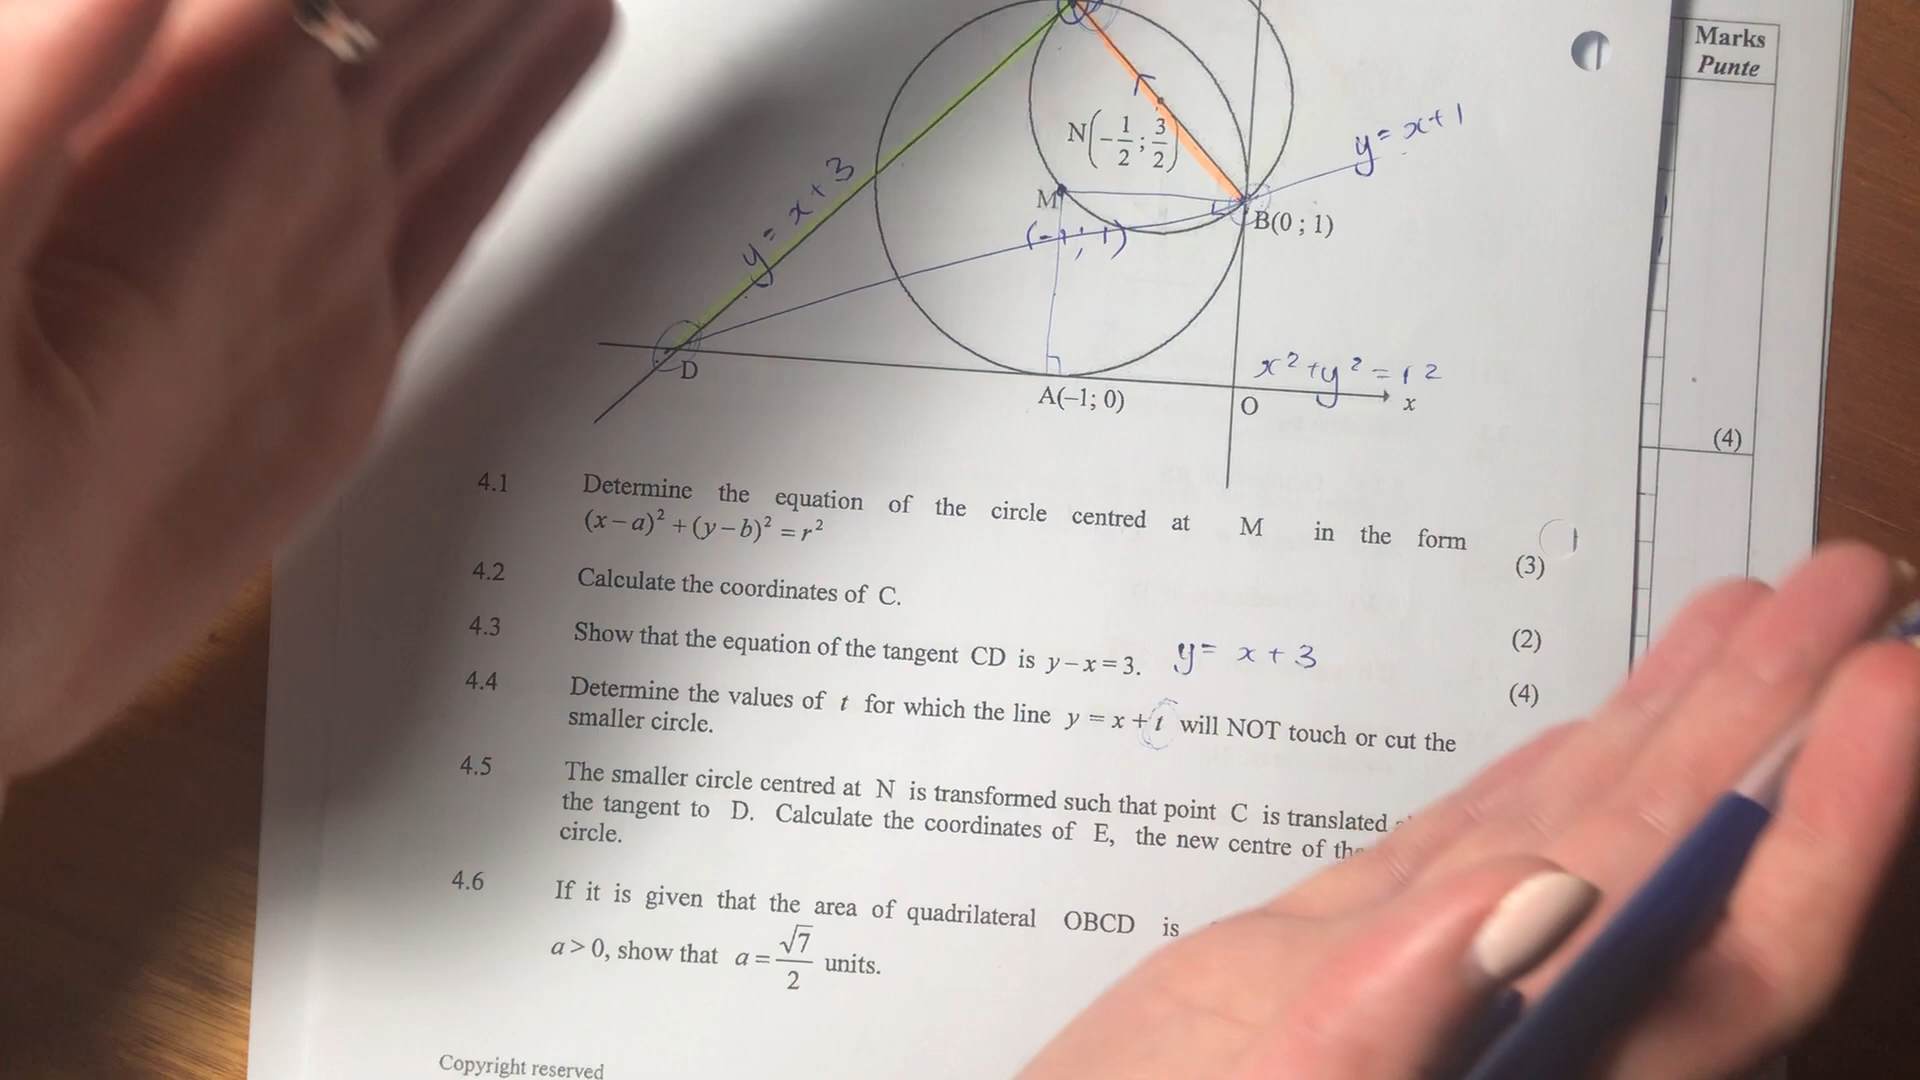 Marks
Punte
(4)
y = x + 3
N(-1/2 ; 3/2)
y = x + 1
M
(-1 ; 1)
B(0 ; 1)
D
A(–1; 0)
O
x
x² + y² = r²
4.1 Determine the equation of the circle centred at M in the form
(x – a)² + (y – b)² = r²
(3)
4.2 Calculate the coordinates of C.
(2)
4.3 Show that the equation of the tangent CD is y – x = 3. y = x + 3
(4)
4.4 Determine the values of t for which the line y = x + t will NOT touch or cut the
smaller circle.
4.5 The smaller circle centred at N is transformed such that point C is translated
the tangent to D. Calculate the coordinates of E, the new centre of
circle.
4.6 If it is given that the area of quadrilateral OBCD is
a > 0, show that a = √7/2 units.
Copyright reserved